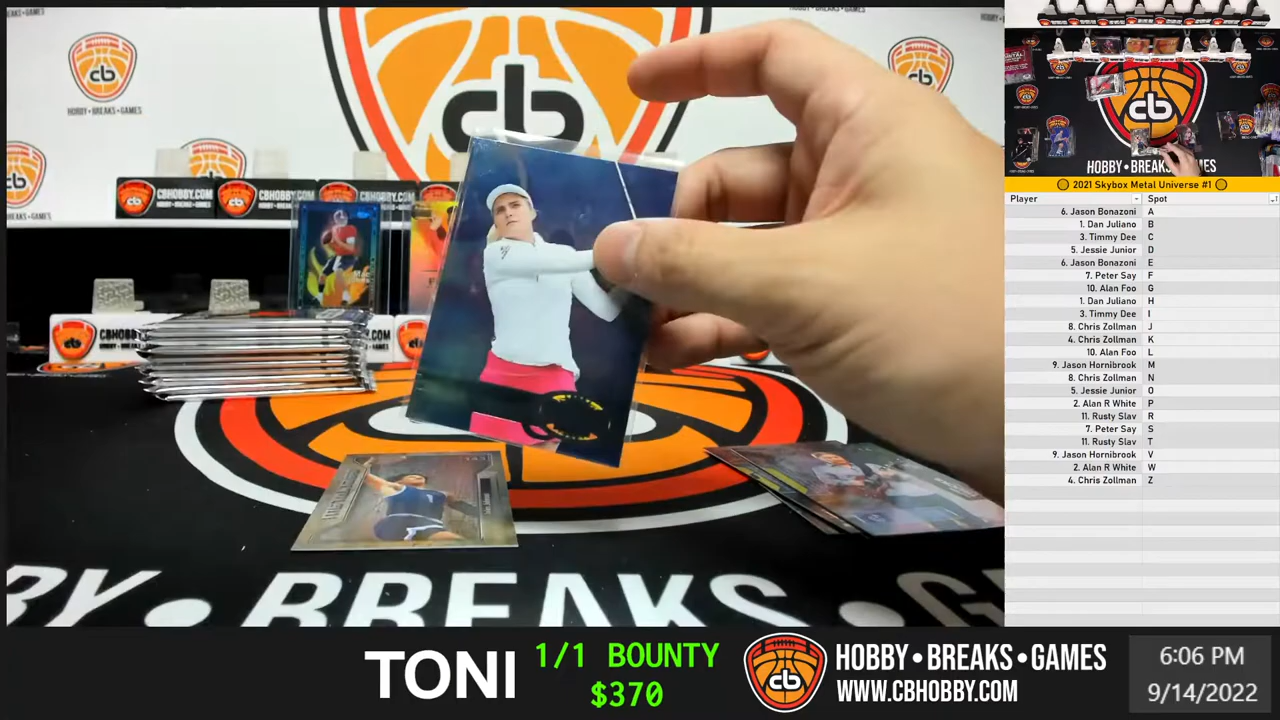 cb
HOBBY • BREAKS • GAMES
cb
CBHOBBY.COM
CBHOBBY.COM
CBHOBBY
HOBBY • BREAKS • G
HOBBY • BREAKS • GAMES
2021 Skybox Metal Universe #1
Player Spot
6. Jason Bonazoni A
1. Dan Juliano B
3. Timmy Dee C
5. Jessie Junior D
6. Jason Bonazoni E
7. Peter Say F
10. Alan Foo G
1. Dan Juliano H
3. Timmy Dee I
8. Chris Zollman J
4. Chris Zollman K
10. Alan Foo L
9. Jason Hornibrook M
8. Chris Zollman N
5. Jessie Junior O
2. Alan R White P
11. Rusty Slav R
7. Peter Say S
11. Rusty Slav T
9. Jason Hornibrook V
2. Alan R White W
4. Chris Zollman Z
TONI
1/1 BOUNTY
$370
cb
HOBBY • BREAKS • GAMES
WWW.CBHOBBY.COM
6:06 PM
9/14/2022